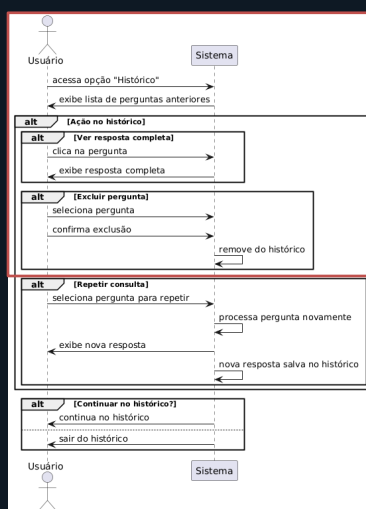 Usuário
Sistema
acessa opção "Histórico"
exibe lista de perguntas anteriores
alt [Ação no histórico]
alt [Ver resposta completa]
clica na pergunta
exibe resposta completa
alt [Excluir pergunta]
seleciona pergunta
confirma exclusão
remove do histórico
alt [Repetir consulta]
seleciona pergunta para repetir
processa pergunta novamente
exibe nova resposta
nova resposta salva no histórico
alt [Continuar no histórico?]
continua no histórico
sair do histórico
Usuário
Sistema